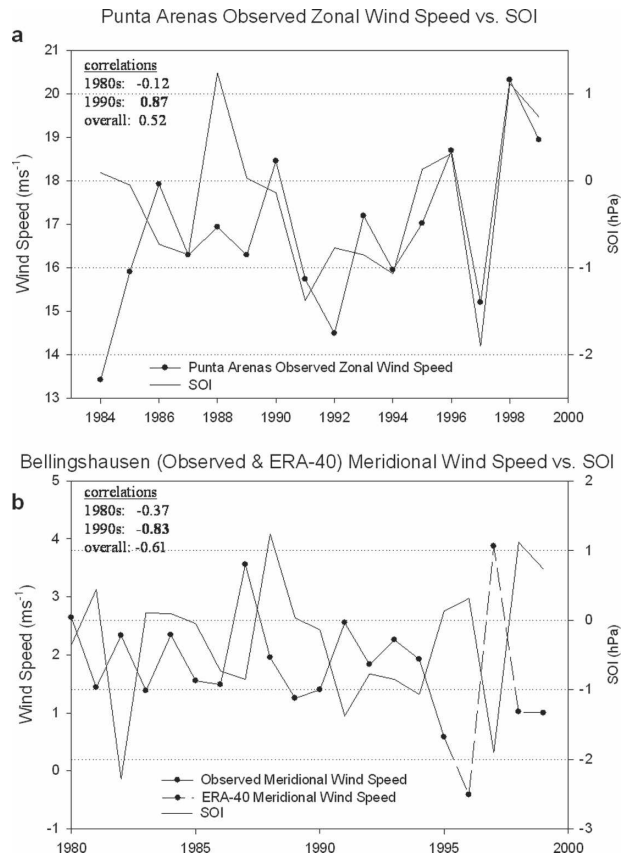 Punta Arenas Observed Zonal Wind Speed vs. SOI
a
correlations
1980s: -0.12
1990s: 0.87
overall: 0.52
21
20
19
18
17
16
15
14
13
Wind Speed (ms-1)
1
0
-1
-2
SOI (hPa)
Punta Arenas Observed Zonal Wind Speed
SOI
1984 1986 1988 1990 1992 1994 1996 1998 2000
Bellingshausen (Observed & ERA-40) Meridional Wind Speed vs. SOI
b
correlations
1980s: -0.37
1990s: -0.83
overall: -0.61
5
4
3
2
1
0
-1
Wind Speed (ms-1)
2
1
0
-1
-2
-3
SOI (hPa)
Observed Meridional Wind Speed
ERA-40 Meridional Wind Speed
SOI
1980 1985 1990 1995 2000